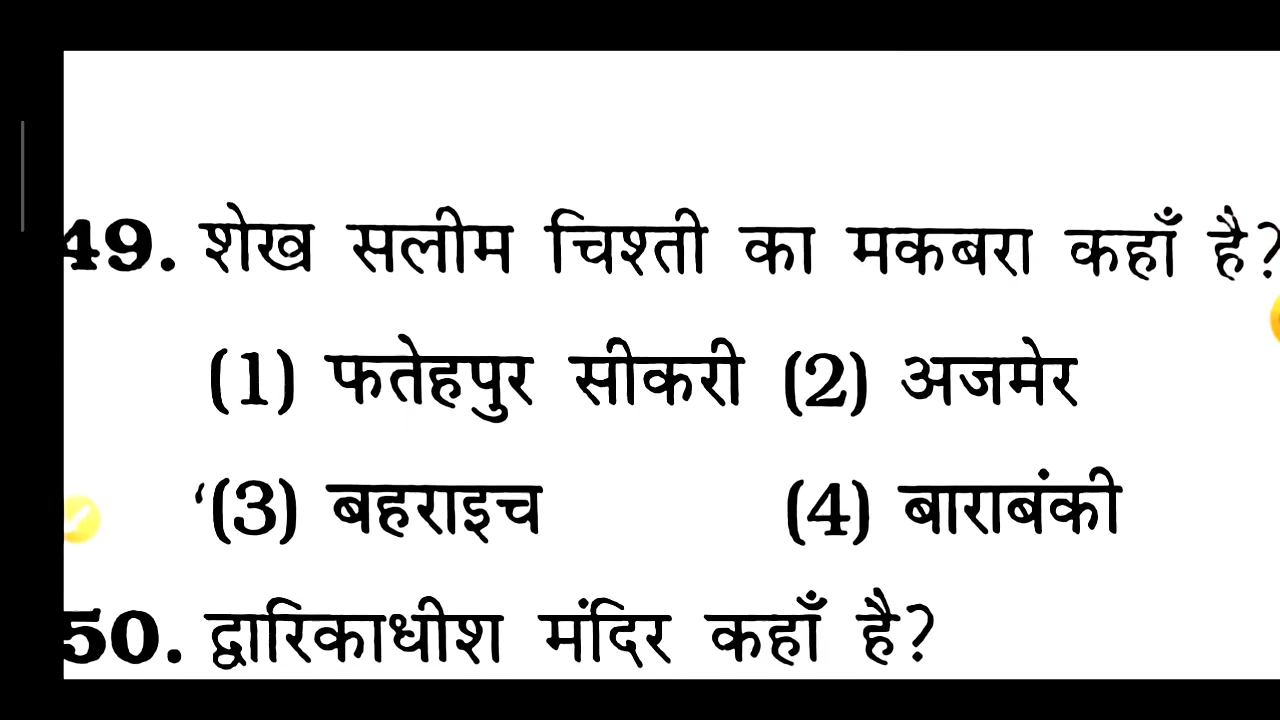 49. शेख सलीम चिश्ती का मकबरा कहाँ है?
(1) फतेहपुर सीकरी (2) अजमेर
‘(3) बहराइच (4) बाराबंकी
50. द्वारिकाधीश मंदिर कहाँ है?